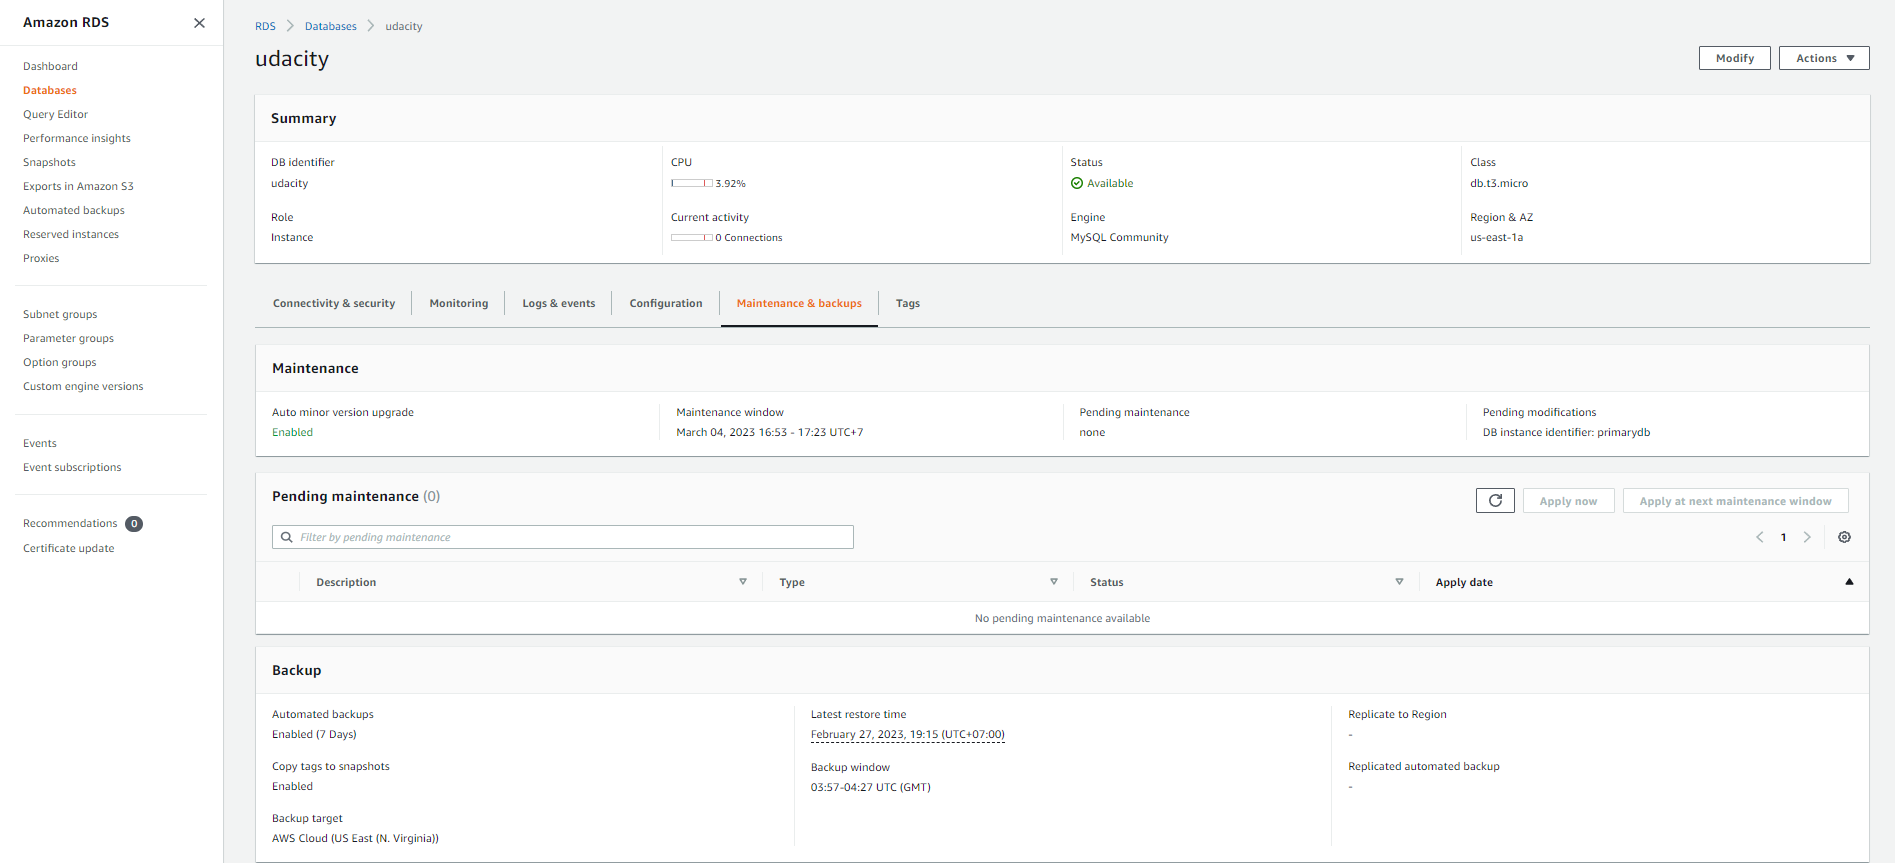 Amazon RDS
Dashboard
Databases
Query Editor
Performance insights
Snapshots
Exports in Amazon S3
Automated backups
Reserved instances
Proxies
Subnet groups
Parameter groups
Option groups
Custom engine versions
Events
Event subscriptions
Recommendations 0
Certificate update
RDS Databases udacity
udacity
Modify Actions
Summary
DB identifier
udacity
CPU
3.92%
Status
Available
Class
db.t3.micro
Role
Instance
Current activity
0 Connections
Engine
MySQL Community
Region & AZ
us-east-1a
Connectivity & security Monitoring Logs & events Configuration Maintenance & backups Tags
Maintenance
Auto minor version upgrade
Enabled
Maintenance window
March 04, 2023 16:53 - 17:23 UTC+7
Pending maintenance
none
Pending modifications
DB instance identifier: primarydb
Pending maintenance (0)
Apply now Apply at next maintenance window
Filter by pending maintenance
1
Description Type Status Apply date
No pending maintenance available
Backup
Automated backups
Enabled (7 Days)
Copy tags to snapshots
Enabled
Backup target
AWS Cloud (US East (N. Virginia))
Latest restore time
February 27, 2023, 19:15 (UTC+07:00)
Backup window
03:57-04:27 UTC (GMT)
Replicate to Region
-
Replicated automated backup
-